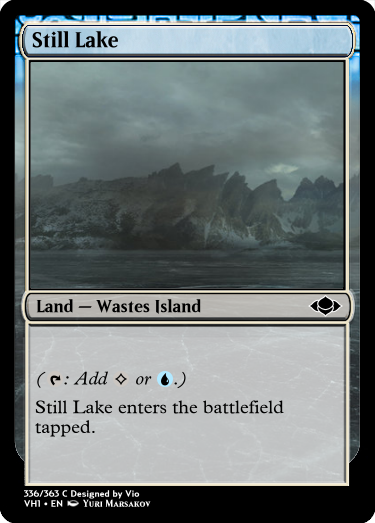 Still Lake
Land — Wastes Island
( : Add  or .)
Still Lake enters the battlefield
tapped.
336/363 C Designed by Vio
VH1 • EN Yuri Marsakov